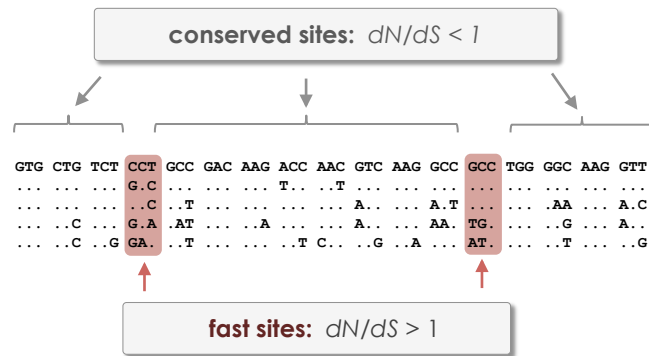 conserved sites: dN/dS < 1
GTG CTG TCT CCT GCC GAC AAG ACC AAC GTC AAG GCC GCC TGG GGC AAG GTT
... ... ... G.C ... ... ... T.. ..T ... ... ... ... ... ... ... ...
... ... ... ..C ..T ... ... ... ... A.. ... A.T ... ... .AA ... A.C
... ..C ... G.A .AT ... ..A ... ... A.. ... AA. TG. ... ..G ... A..
... ..C ..G GA. ..T ... ... ..T C.. ..G ..A ... AT. ... ..T ... ..G
fast sites: dN/dS > 1